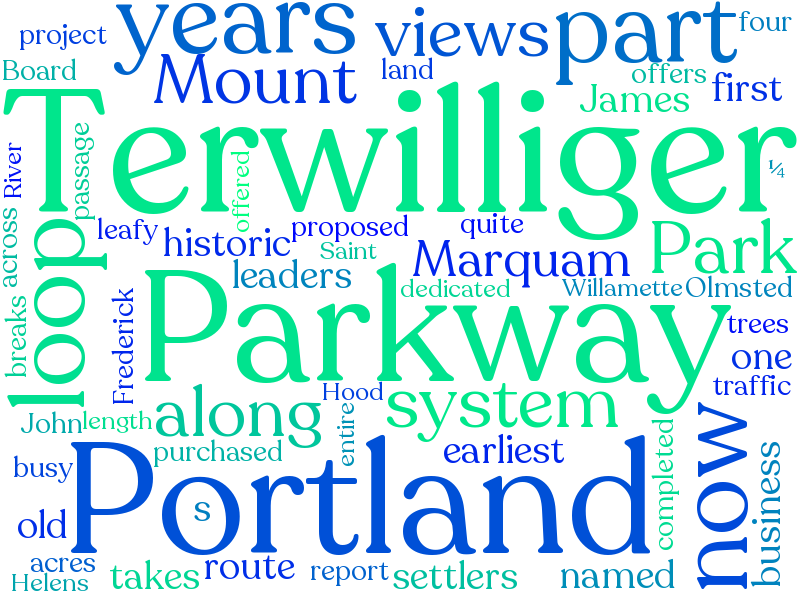 years
views
part
four
project
Board
Mount
land
offers
James
first
Terwilliger
River
passage
offered
¼
leafy
historic
proposed
quite
Saint
Marquam
Park
across
loop
leaders
dedicated
Willamette
Olmsted
breaks
Frederick
Parkway
trees
one
traffic
Hood
system
John
length
along
purchased
entire
earliest
completed
now
business
busy
Portland
s
old
acres
Helens
takes
route
report
settlers
named